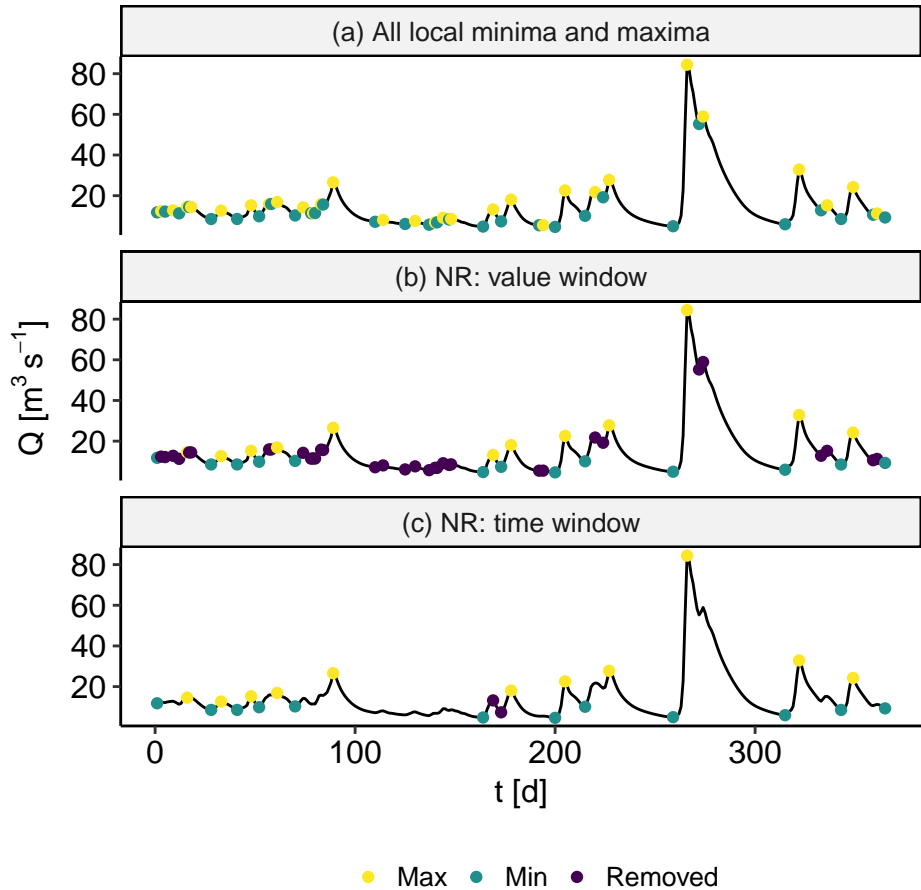 (a) All local minima and maxima
80
60
40
20
(b) NR: value window
80
60
40
20
Q [m³ s⁻¹]
(c) NR: time window
80
60
40
20
0 100 200 300
t [d]
Max Min Removed